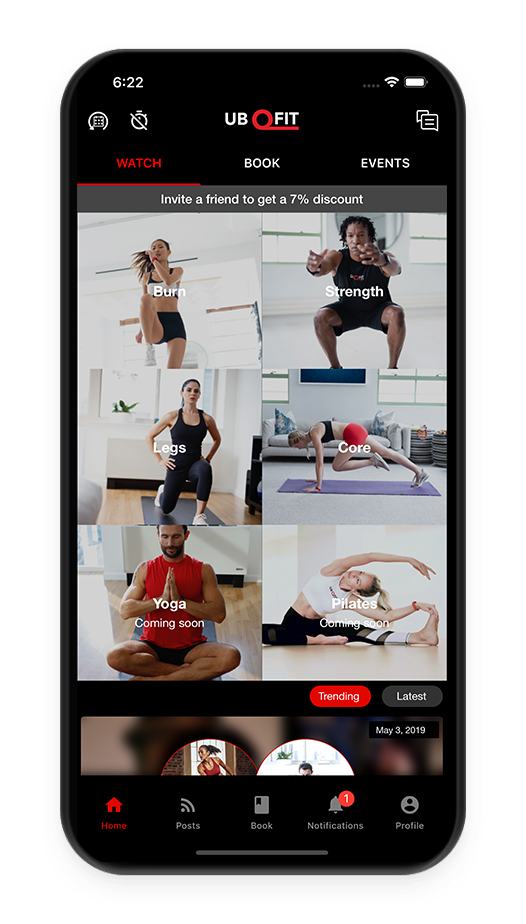 6:22
UB FIT
WATCH BOOK EVENTS
Invite a friend to get a 7% discount
Burn Strength
Legs Core
Yoga Pilates
Coming soon Coming soon
Trending Latest
May 3, 2019
1
Home Posts Book Notifications Profile